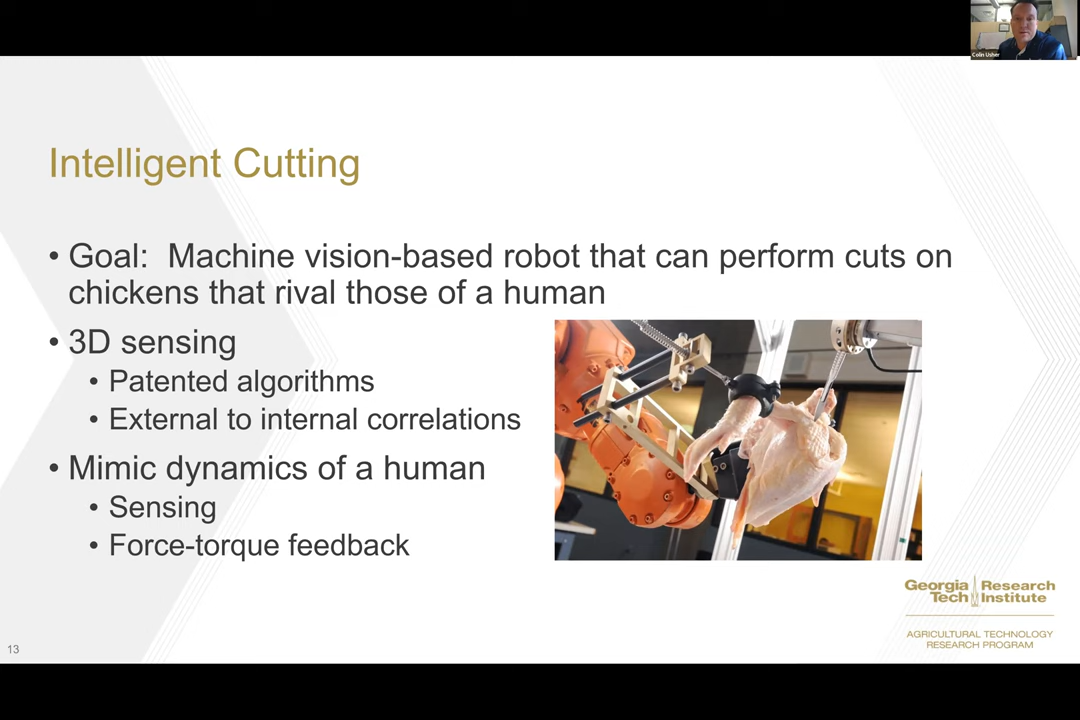 Colin Usher
Intelligent Cutting
• Goal:  Machine vision-based robot that can perform cuts on
chickens that rival those of a human
• 3D sensing
• Patented algorithms
• External to internal correlations
• Mimic dynamics of a human
• Sensing
• Force-torque feedback
Georgia Tech
Research Institute
AGRICULTURAL TECHNOLOGY
RESEARCH PROGRAM
13